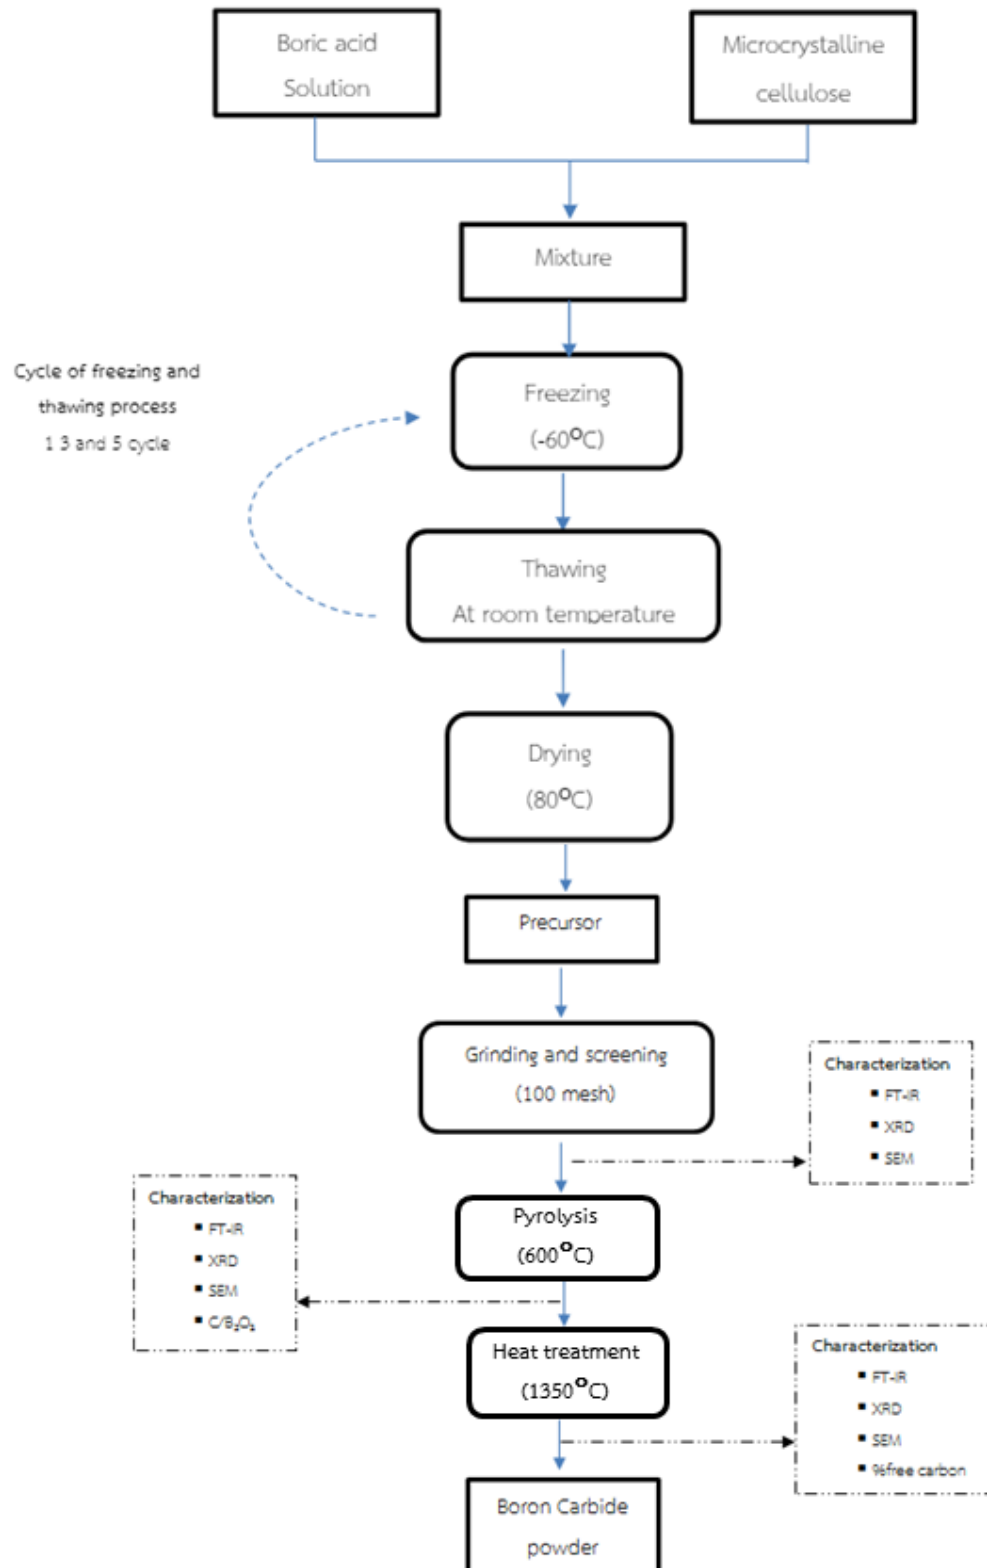 Boric acid
Solution
Microcrystalline
cellulose
Mixture
Cycle of freezing and
thawing process
1 3 and 5 cycle
Freezing
(-60°C)
Thawing
At room temperature
Drying
(80°C)
Precursor
Grinding and screening
(100 mesh)
Characterization
▪ FT-IR
▪ XRD
▪ SEM
Pyrolysis
(600°C)
Characterization
▪ FT-IR
▪ XRD
▪ SEM
▪ C/B₂O₃
Heat treatment
(1350°C)
Characterization
▪ FT-IR
▪ XRD
▪ SEM
▪ %free carbon
Boron Carbide
powder